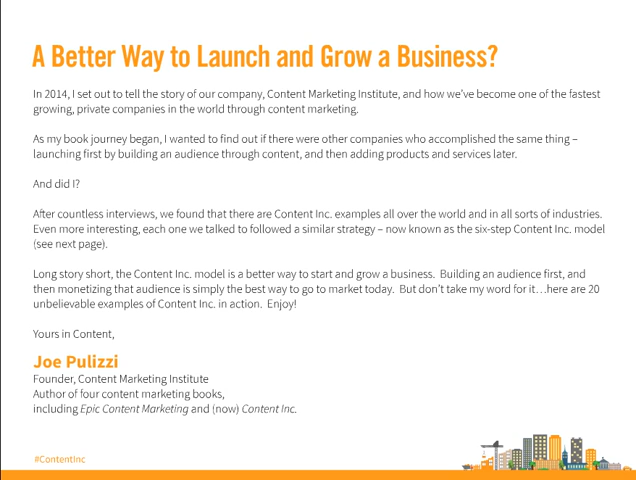 A Better Way to Launch and Grow a Business?
In 2014, I set out to tell the story of our company, Content Marketing Institute, and how we've become one of the fastest
growing, private companies in the world through content marketing.
As my book journey began, I wanted to find out if there were other companies who accomplished the same thing –
launching first by building an audience through content, and then adding products and services later.
And did I?
After countless interviews, we found that there are Content Inc. examples all over the world and in all sorts of industries.
Even more interesting, each one we talked to followed a similar strategy – now known as the six-step Content Inc. model
(see next page).
Long story short, the Content Inc. model is a better way to start and grow a business.  Building an audience first, and
then monetizing that audience is simply the best way to go to market today.  But don't take my word for it…here are 20
unbelievable examples of Content Inc. in action.  Enjoy!
Yours in Content,
Joe Pulizzi
Founder, Content Marketing Institute
Author of four content marketing books,
including Epic Content Marketing and (now) Content Inc.
#ContentInc